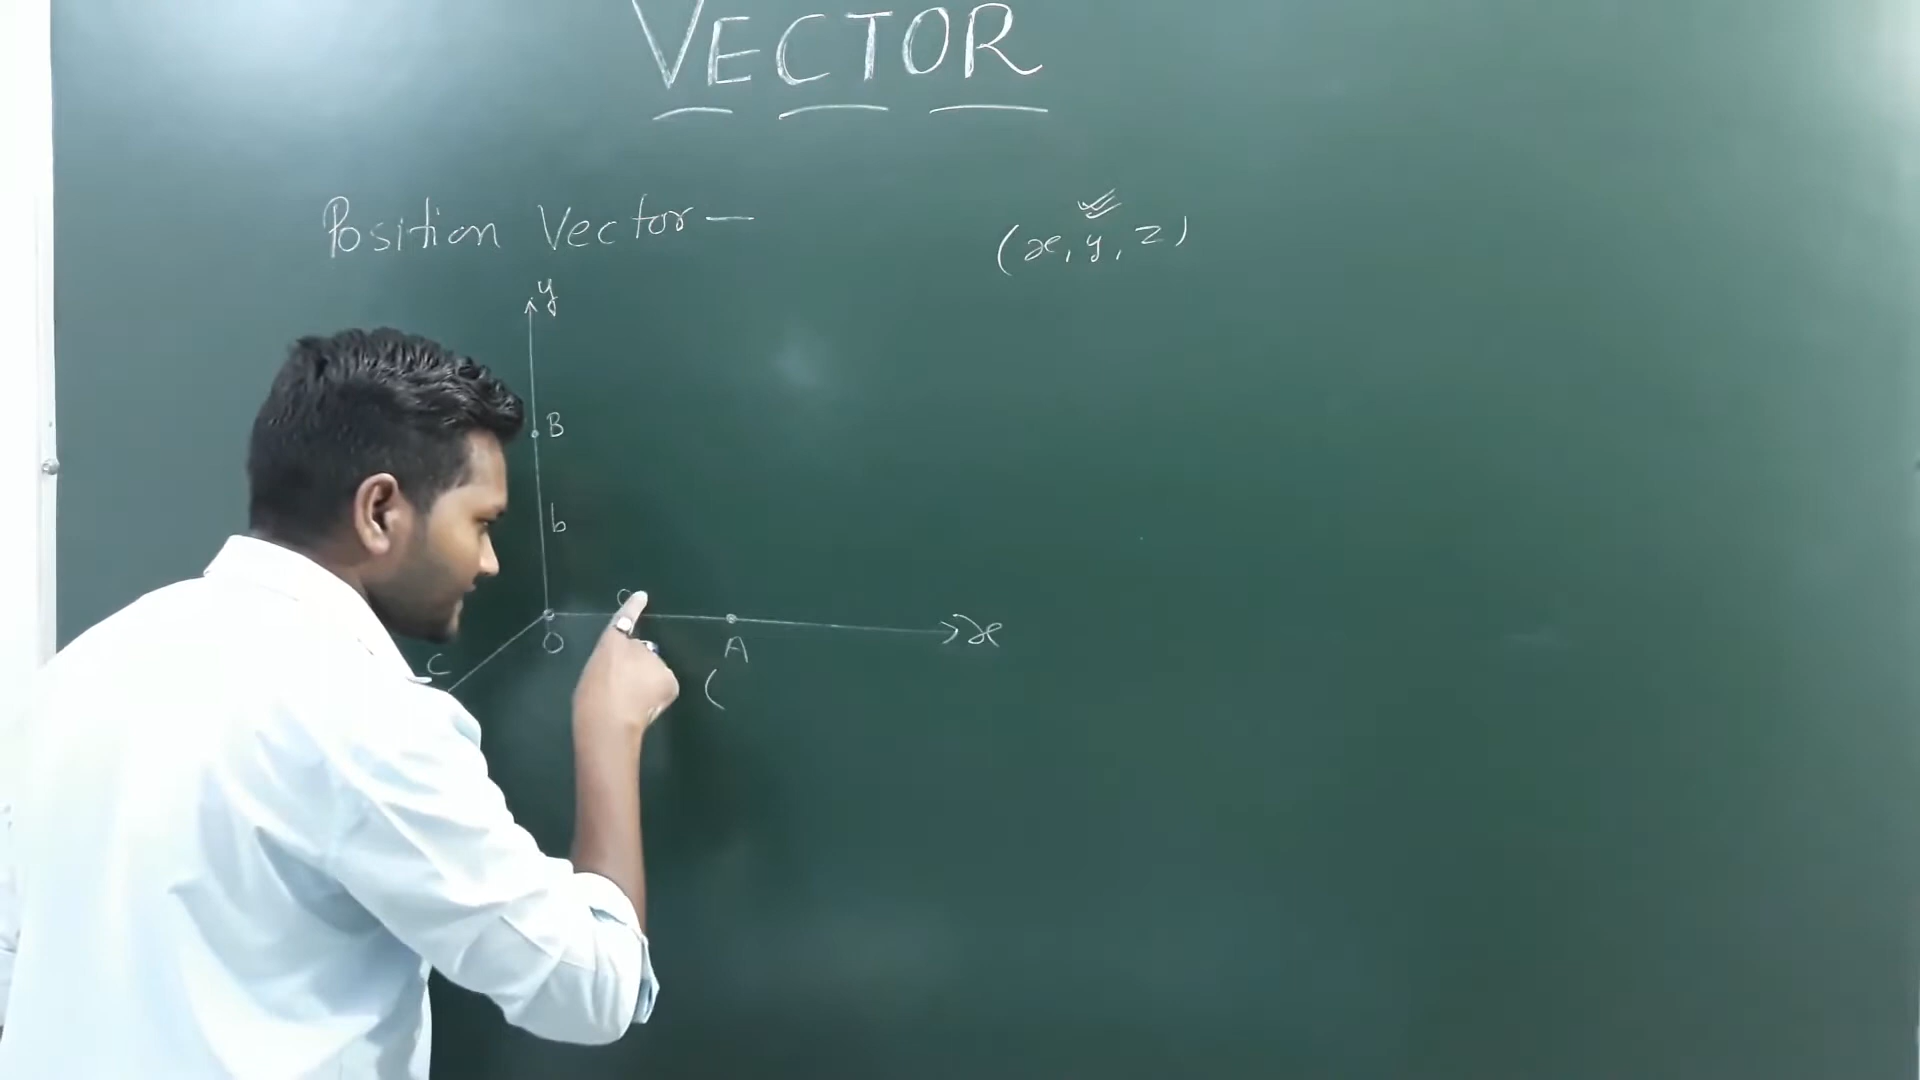 VECTOR
Position Vector –
(x, y, z)
y
B
b
O
A
x
C
(